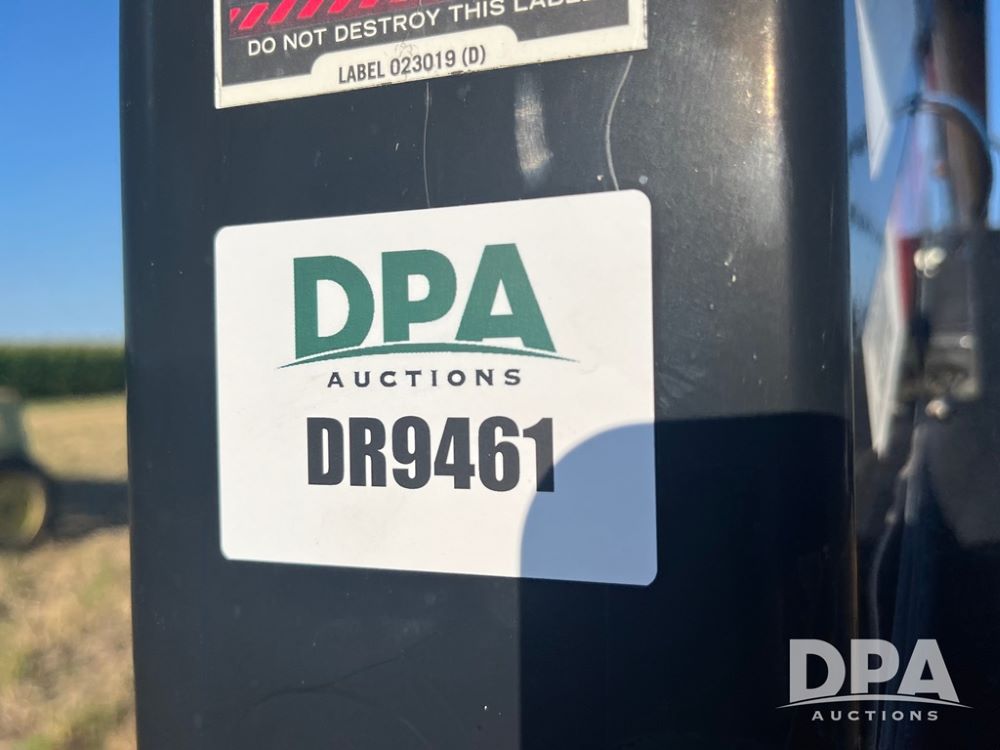 DO NOT DESTROY THIS LABEL
LABEL 023019 (D)
DPA
AUCTIONS
DR9461
DPA
AUCTIONS